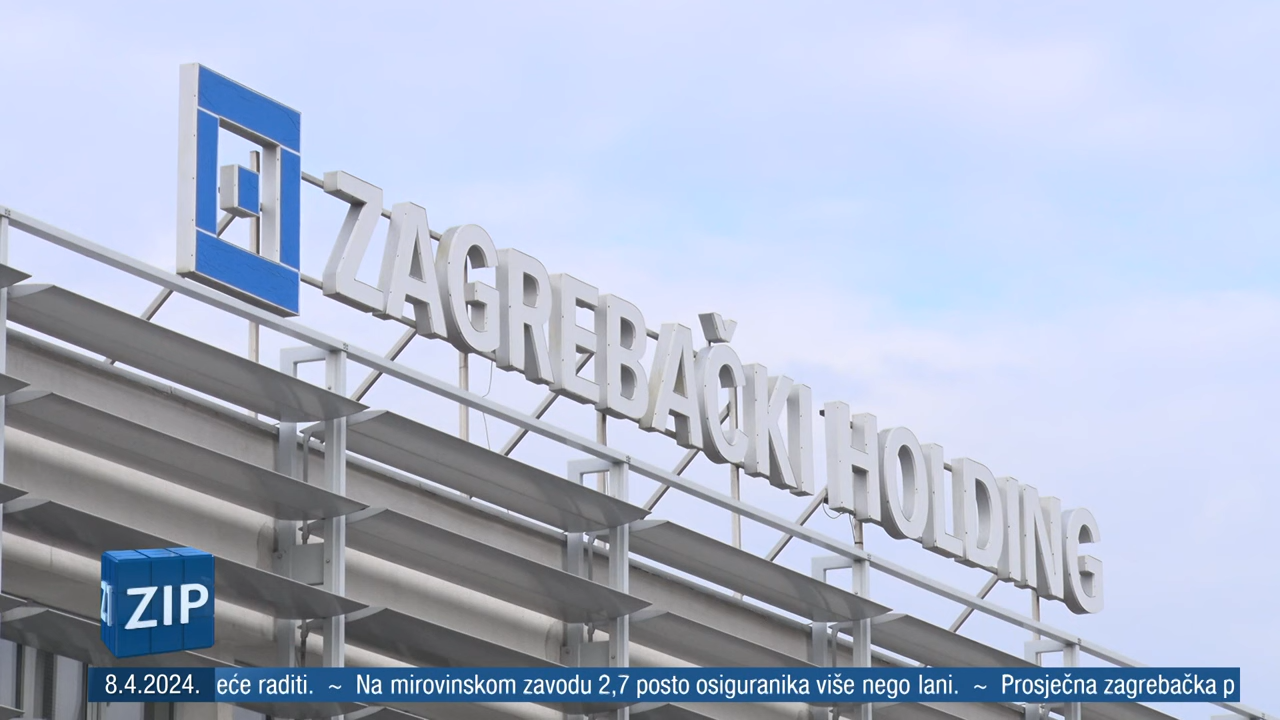 ZAGREBAČKI HOLDING
ZIP
8.4.2024. eće raditi. ~ Na mirovinskom zavodu 2,7 posto osiguranika više nego lani. ~ Prosječna zagrebačka p